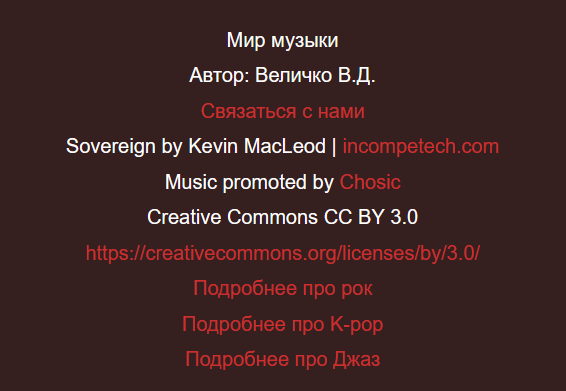 Мир музыки
Автор: Величко В.Д.
Связаться с нами
Sovereign by Kevin MacLeod | incompetech.com
Music promoted by Chosic
Creative Commons CC BY 3.0
https://creativecommons.org/licenses/by/3.0/
Подробнее про рок
Подробнее про K-pop
Подробнее про Джаз